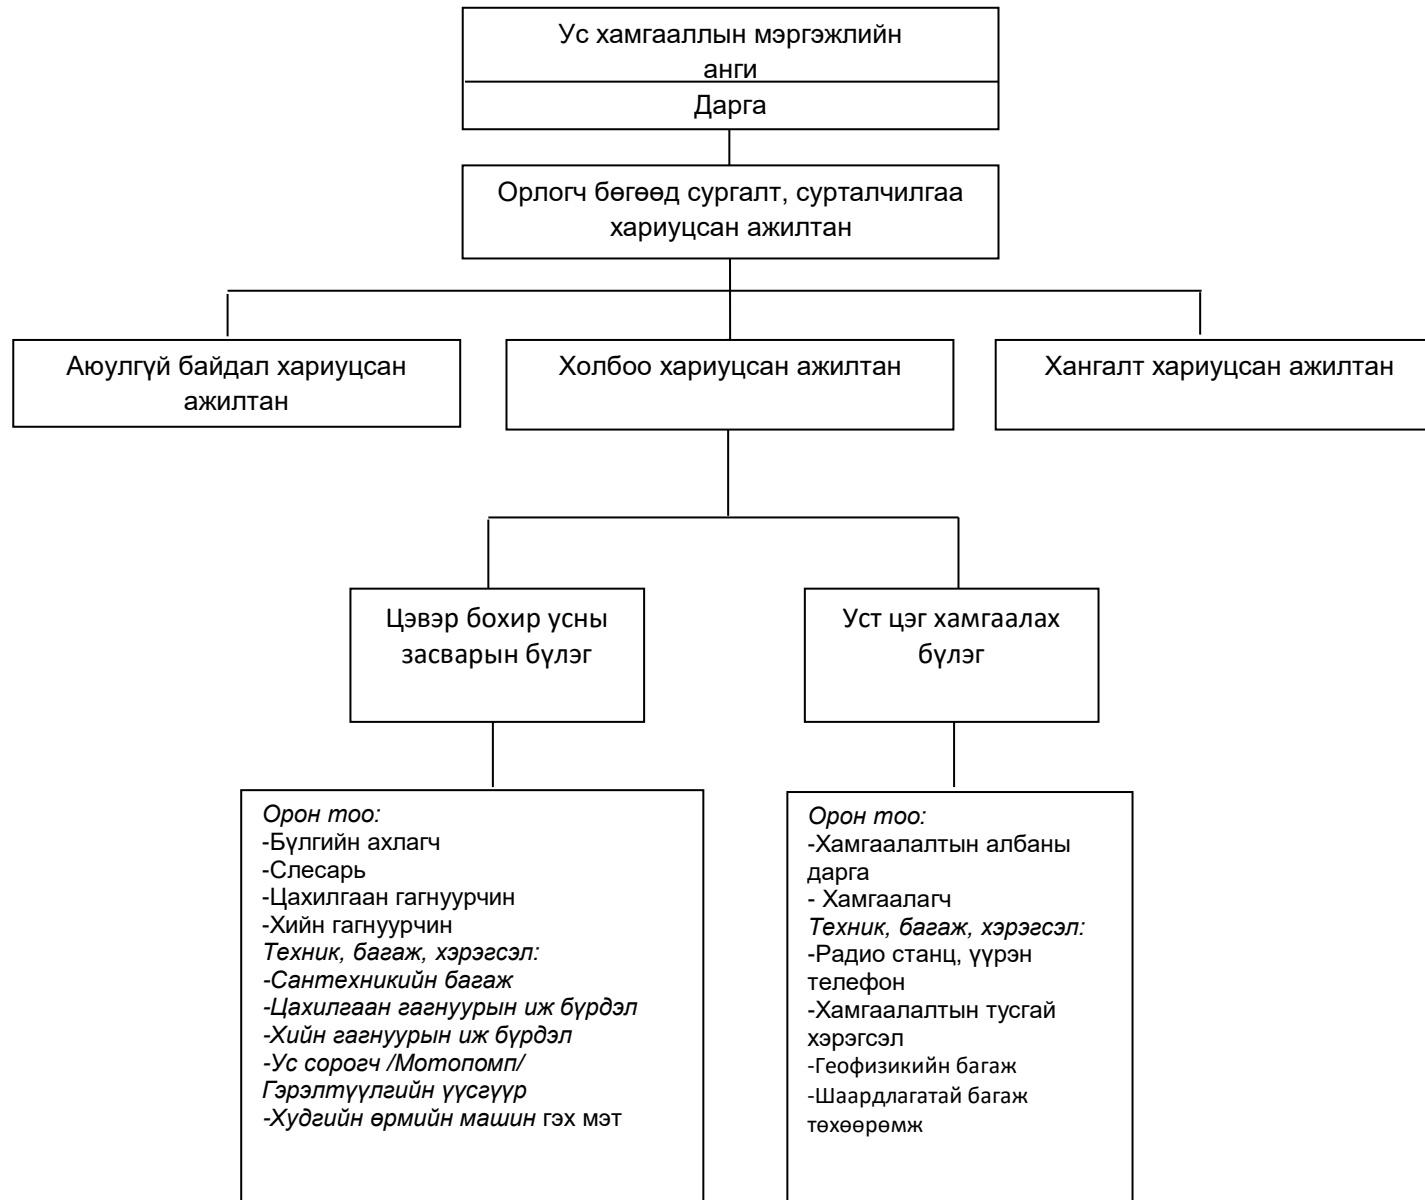 Ус хамгааллын мэргэжлийн
анги
Дарга
Орлогч бөгөөд сургалт, сурталчилгаа
хариуцсан ажилтан
Аюулгүй байдал хариуцсан
ажилтан
Холбоо хариуцсан ажилтан
Хангалт хариуцсан ажилтан
Цэвэр бохир усны
засварын бүлэг
Уст цэг хамгаалах
бүлэг
Орон тоо:
-Бүлгийн ахлагч
-Слесарь
-Цахилгаан гагнуурчин
-Хийн гагнуурчин
Техник, багаж, хэрэгсэл:
-Сантехникийн багаж
-Цахилгаан гагнуурын иж бүрдэл
-Хийн гагнуурын иж бүрдэл
-Ус сорогч /Мотопомп/
Гэрэлтүүлгийн үүсгүүр
-Худгийн өрмийн машин гэх мэт
Орон тоо:
-Хамгаалалтын албаны
дарга
- Хамгаалагч
Техник, багаж, хэрэгсэл:
-Радио станц, үүрэн
телефон
-Хамгаалалтын тусгай
хэрэгсэл
-Геофизикийн багаж
-Шаардлагатай багаж
төхөөрөмж